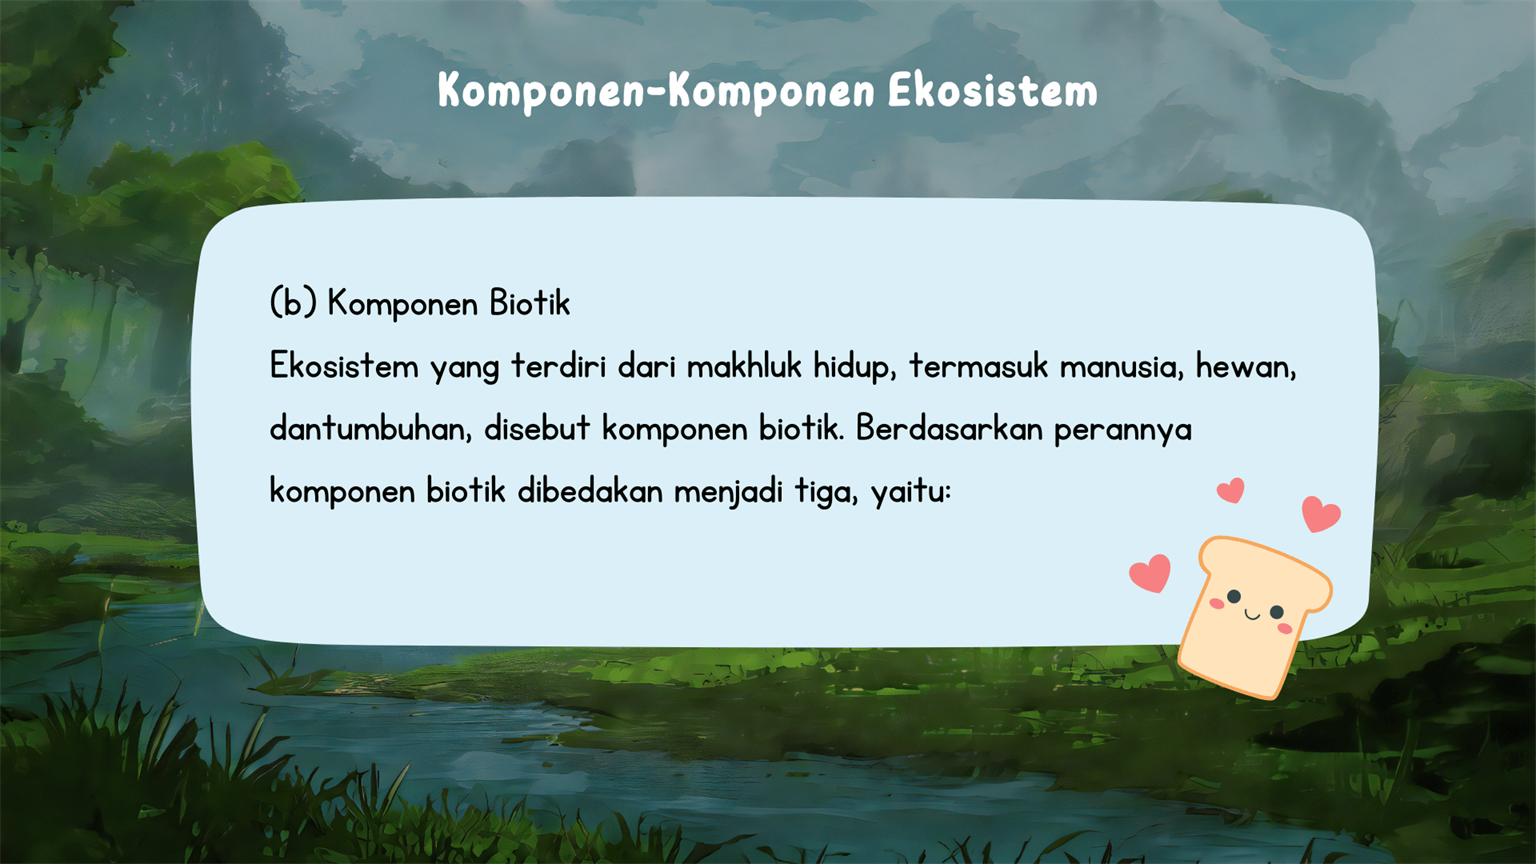 Komponen-Komponen Ekosistem
(b) Komponen Biotik
Ekosistem yang terdiri dari makhluk hidup, termasuk manusia, hewan,
dantumbuhan, disebut komponen biotik. Berdasarkan perannya
komponen biotik dibedakan menjadi tiga, yaitu: